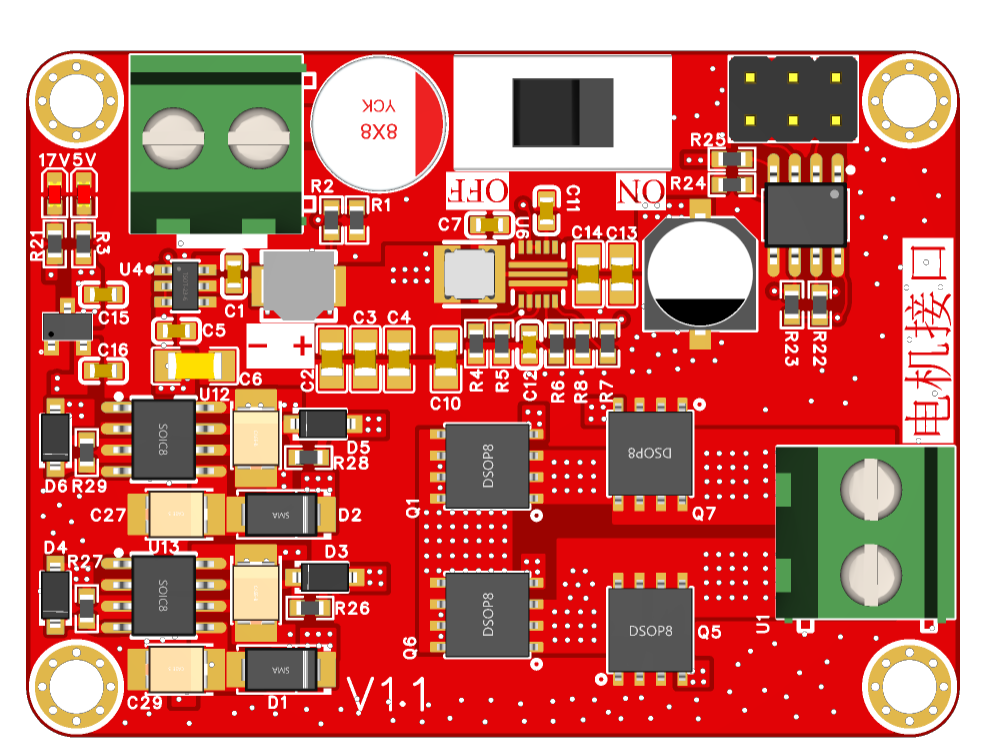 YCK
8X8
OFF
ON
17V
5V
R21
R3
R2
R1
U4
C1
C15
C5
C16
C6
C2
C3
C4
C10
C7
C11
U6
C14
C13
R25
R24
R23
R22
R4
R5
C12
R6
R8
R7
电机接口
U12
SOIC8
D5
R28
D6
R29
C27
SMA
D2
DSOP8
Q1
DSOP8
Q7
D4
R27
U13
SOIC8
D3
R26
C29
SMA
D1
DSOP8
Q6
DSOP8
Q5
U1
V1.1
− +